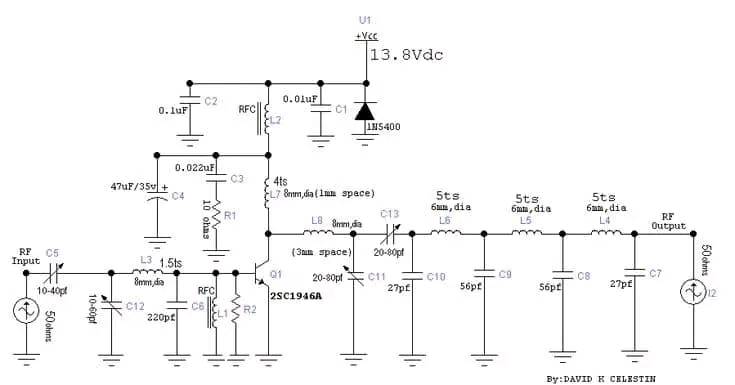 U1
+Vcc
13.8Vdc
0.1uF
C2
RFC
L2
0.01uF
C1
1N5400
47uF/35v
+
C4
0.022uF
C3
10 ohms
R1
4ts
L7
8mm,dia(1mm space)
L8
8mm,dia
(3mm space)
C13
20-80pf
5ts
6mm,dia
L6
5ts
6mm,dia
L5
5ts
6mm,dia
L4
RF
Output
RF
Input
C5
10-40pf
L3
1.5ts
8mm,dia
Q1
2SC1946A
20-80pf
C11
27pf
C10
56pf
C9
56pf
C8
27pf
C7
50ohms
I2
50ohms
10-60pf
C12
220pf
C6
RFC
L1
R2
By:DAVID H CELESTIN